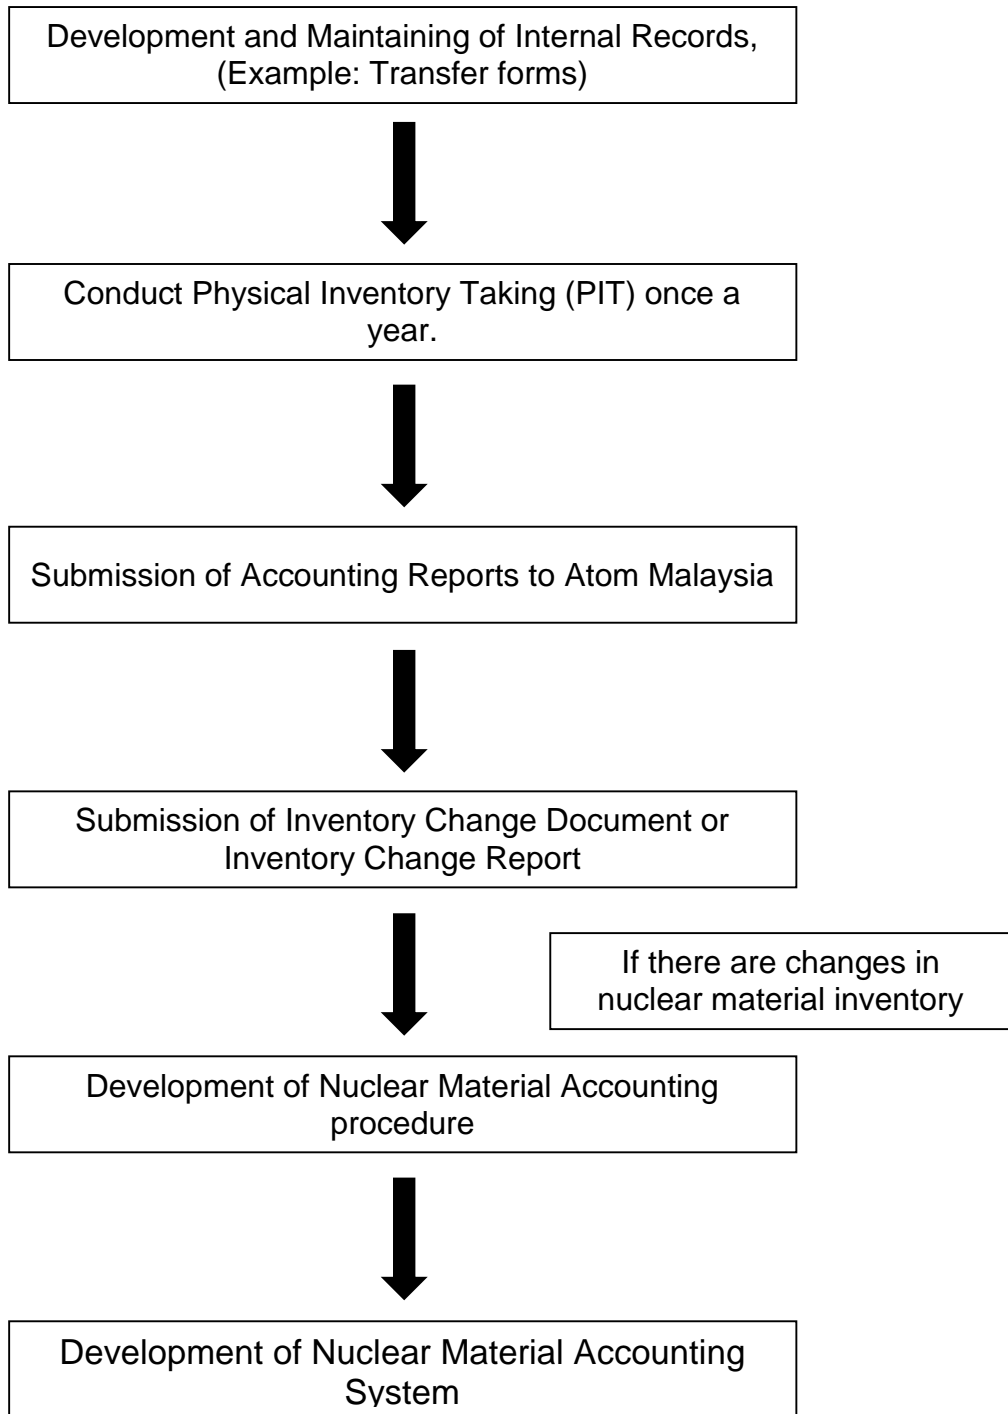 Development and Maintaining of Internal Records,
(Example: Transfer forms)
Conduct Physical Inventory Taking (PIT) once a
year.
Submission of Accounting Reports to Atom Malaysia
Submission of Inventory Change Document or
Inventory Change Report
If there are changes in
nuclear material inventory
Development of Nuclear Material Accounting
procedure
Development of Nuclear Material Accounting
System